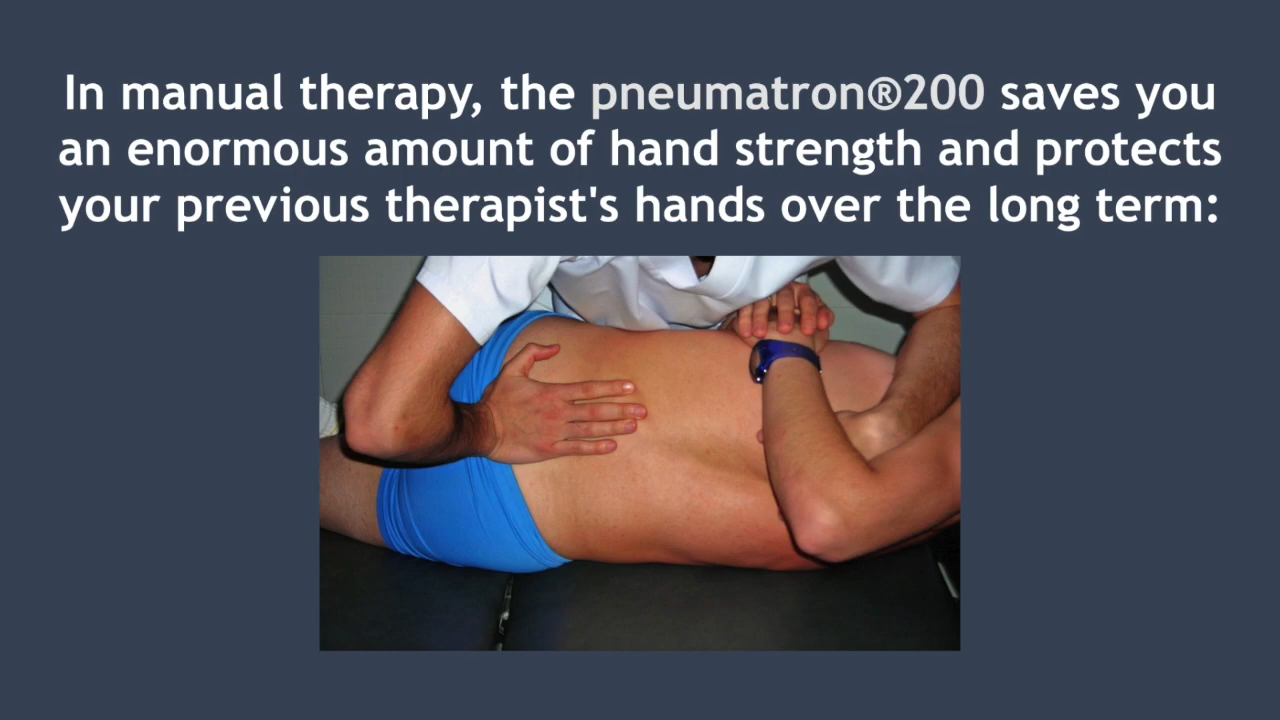 In manual therapy, the pneumatron®200 saves you
an enormous amount of hand strength and protects
your previous therapist's hands over the long term: